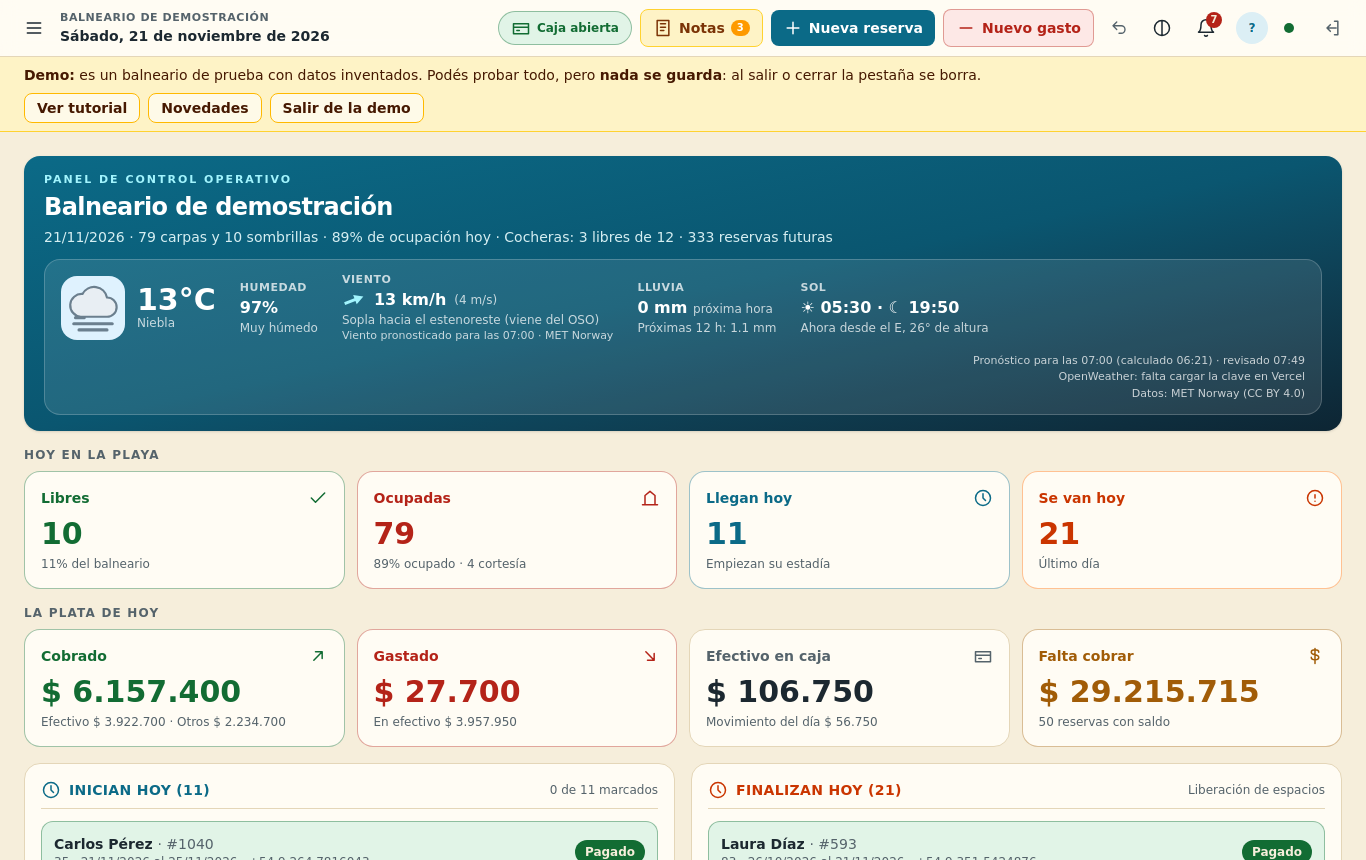 BALNEARIO DE DEMOSTRACIÓN
Sábado, 21 de noviembre de 2026
Caja abierta
Notas 3
Nueva reserva
Nuevo gasto
7
?
Demo: es un balneario de prueba con datos inventados. Podés probar todo, pero nada se guarda: al salir o cerrar la pestaña se borra.
Ver tutorial
Novedades
Salir de la demo
PANEL DE CONTROL OPERATIVO
Balneario de demostración
21/11/2026 · 79 carpas y 10 sombrillas · 89% de ocupación hoy · Cocheras: 3 libres de 12 · 333 reservas futuras
13°C
Niebla
HUMEDAD
97%
Muy húmedo
VIENTO
13 km/h (4 m/s)
Sopla hacia el estenoreste (viene del OSO)
Viento pronosticado para las 07:00 · MET Norway
LLUVIA
0 mm próxima hora
Próximas 12 h: 1.1 mm
SOL
☀ 05:30 · ☾ 19:50
Ahora desde el E, 26° de altura
Pronóstico para las 07:00 (calculado 06:21) · revisado 07:49
OpenWeather: falta cargar la clave en Vercel
Datos: MET Norway (CC BY 4.0)
HOY EN LA PLAYA
Libres
10
11% del balneario
Ocupadas
79
89% ocupado · 4 cortesía
Llegan hoy
11
Empiezan su estadía
Se van hoy
21
Último día
LA PLATA DE HOY
Cobrado
$ 6.157.400
Efectivo $ 3.922.700 · Otros $ 2.234.700
Gastado
$ 27.700
En efectivo $ 3.957.950
Efectivo en caja
$ 106.750
Movimiento del día $ 56.750
Falta cobrar
$ 29.215.715
50 reservas con saldo
INICIAN HOY (11)
0 de 11 marcados
Carlos Pérez · #1040
Pagado
FINALIZAN HOY (21)
Liberación de espacios
Laura Díaz · #593
Pagado